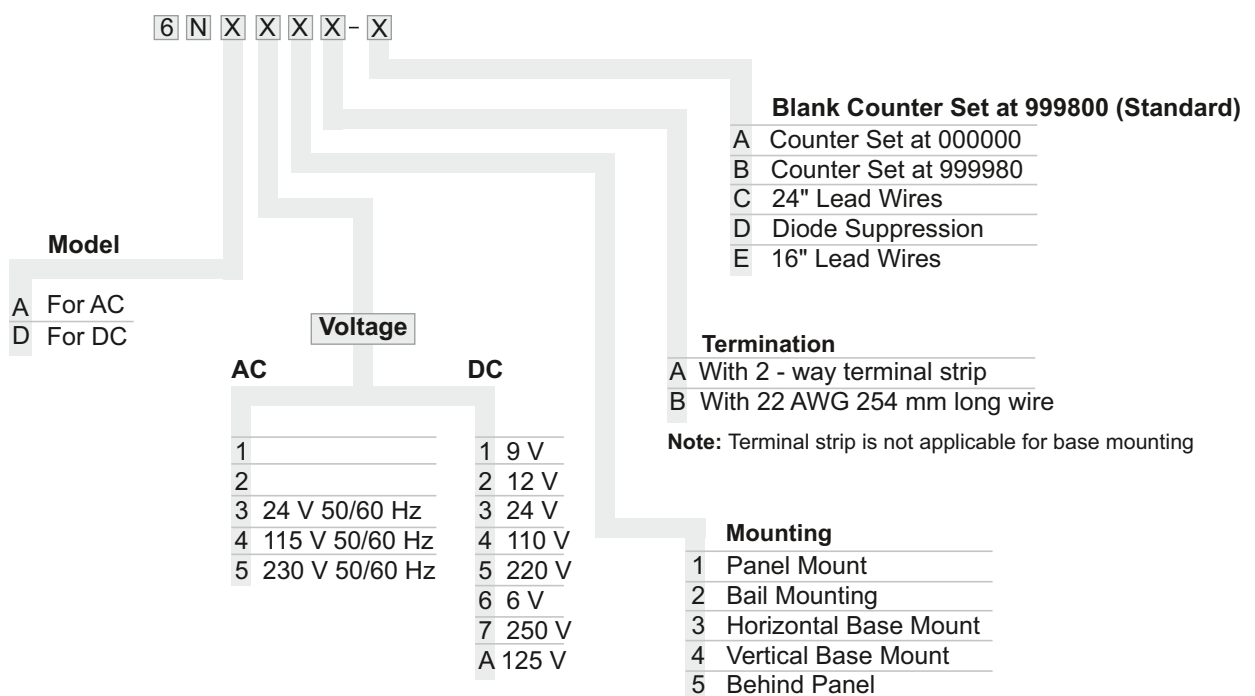 6 N X X X X - X
Blank Counter Set at 999800 (Standard)
A Counter Set at 000000
B Counter Set at 999980
C 24" Lead Wires
D Diode Suppression
E 16" Lead Wires
Model
A For AC
D For DC
Voltage
AC
1
2
3 24 V 50/60 Hz
4 115 V 50/60 Hz
5 230 V 50/60 Hz
DC
1 9 V
2 12 V
3 24 V
4 110 V
5 220 V
6 6 V
7 250 V
A 125 V
Termination
A With 2 - way terminal strip
B With 22 AWG 254 mm long wire
Note: Terminal strip is not applicable for base mounting
Mounting
1 Panel Mount
2 Bail Mounting
3 Horizontal Base Mount
4 Vertical Base Mount
5 Behind Panel